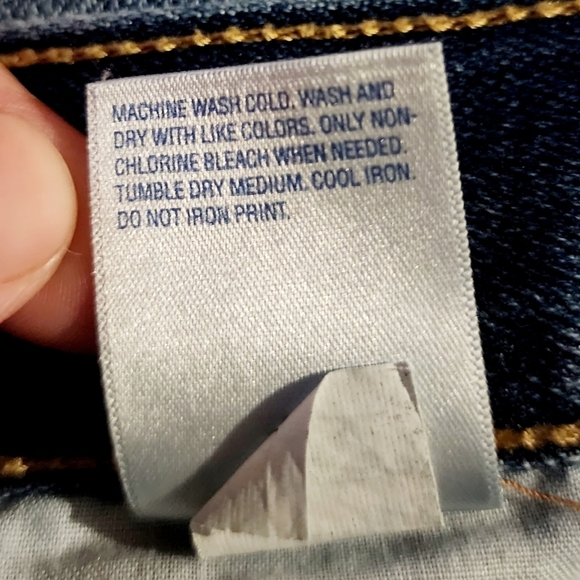 MACHINE WASH COLD. WASH AND
DRY WITH LIKE COLORS. ONLY NON-
CHLORINE BLEACH WHEN NEEDED.
TUMBLE DRY MEDIUM. COOL IRON.
DO NOT IRON PRINT.